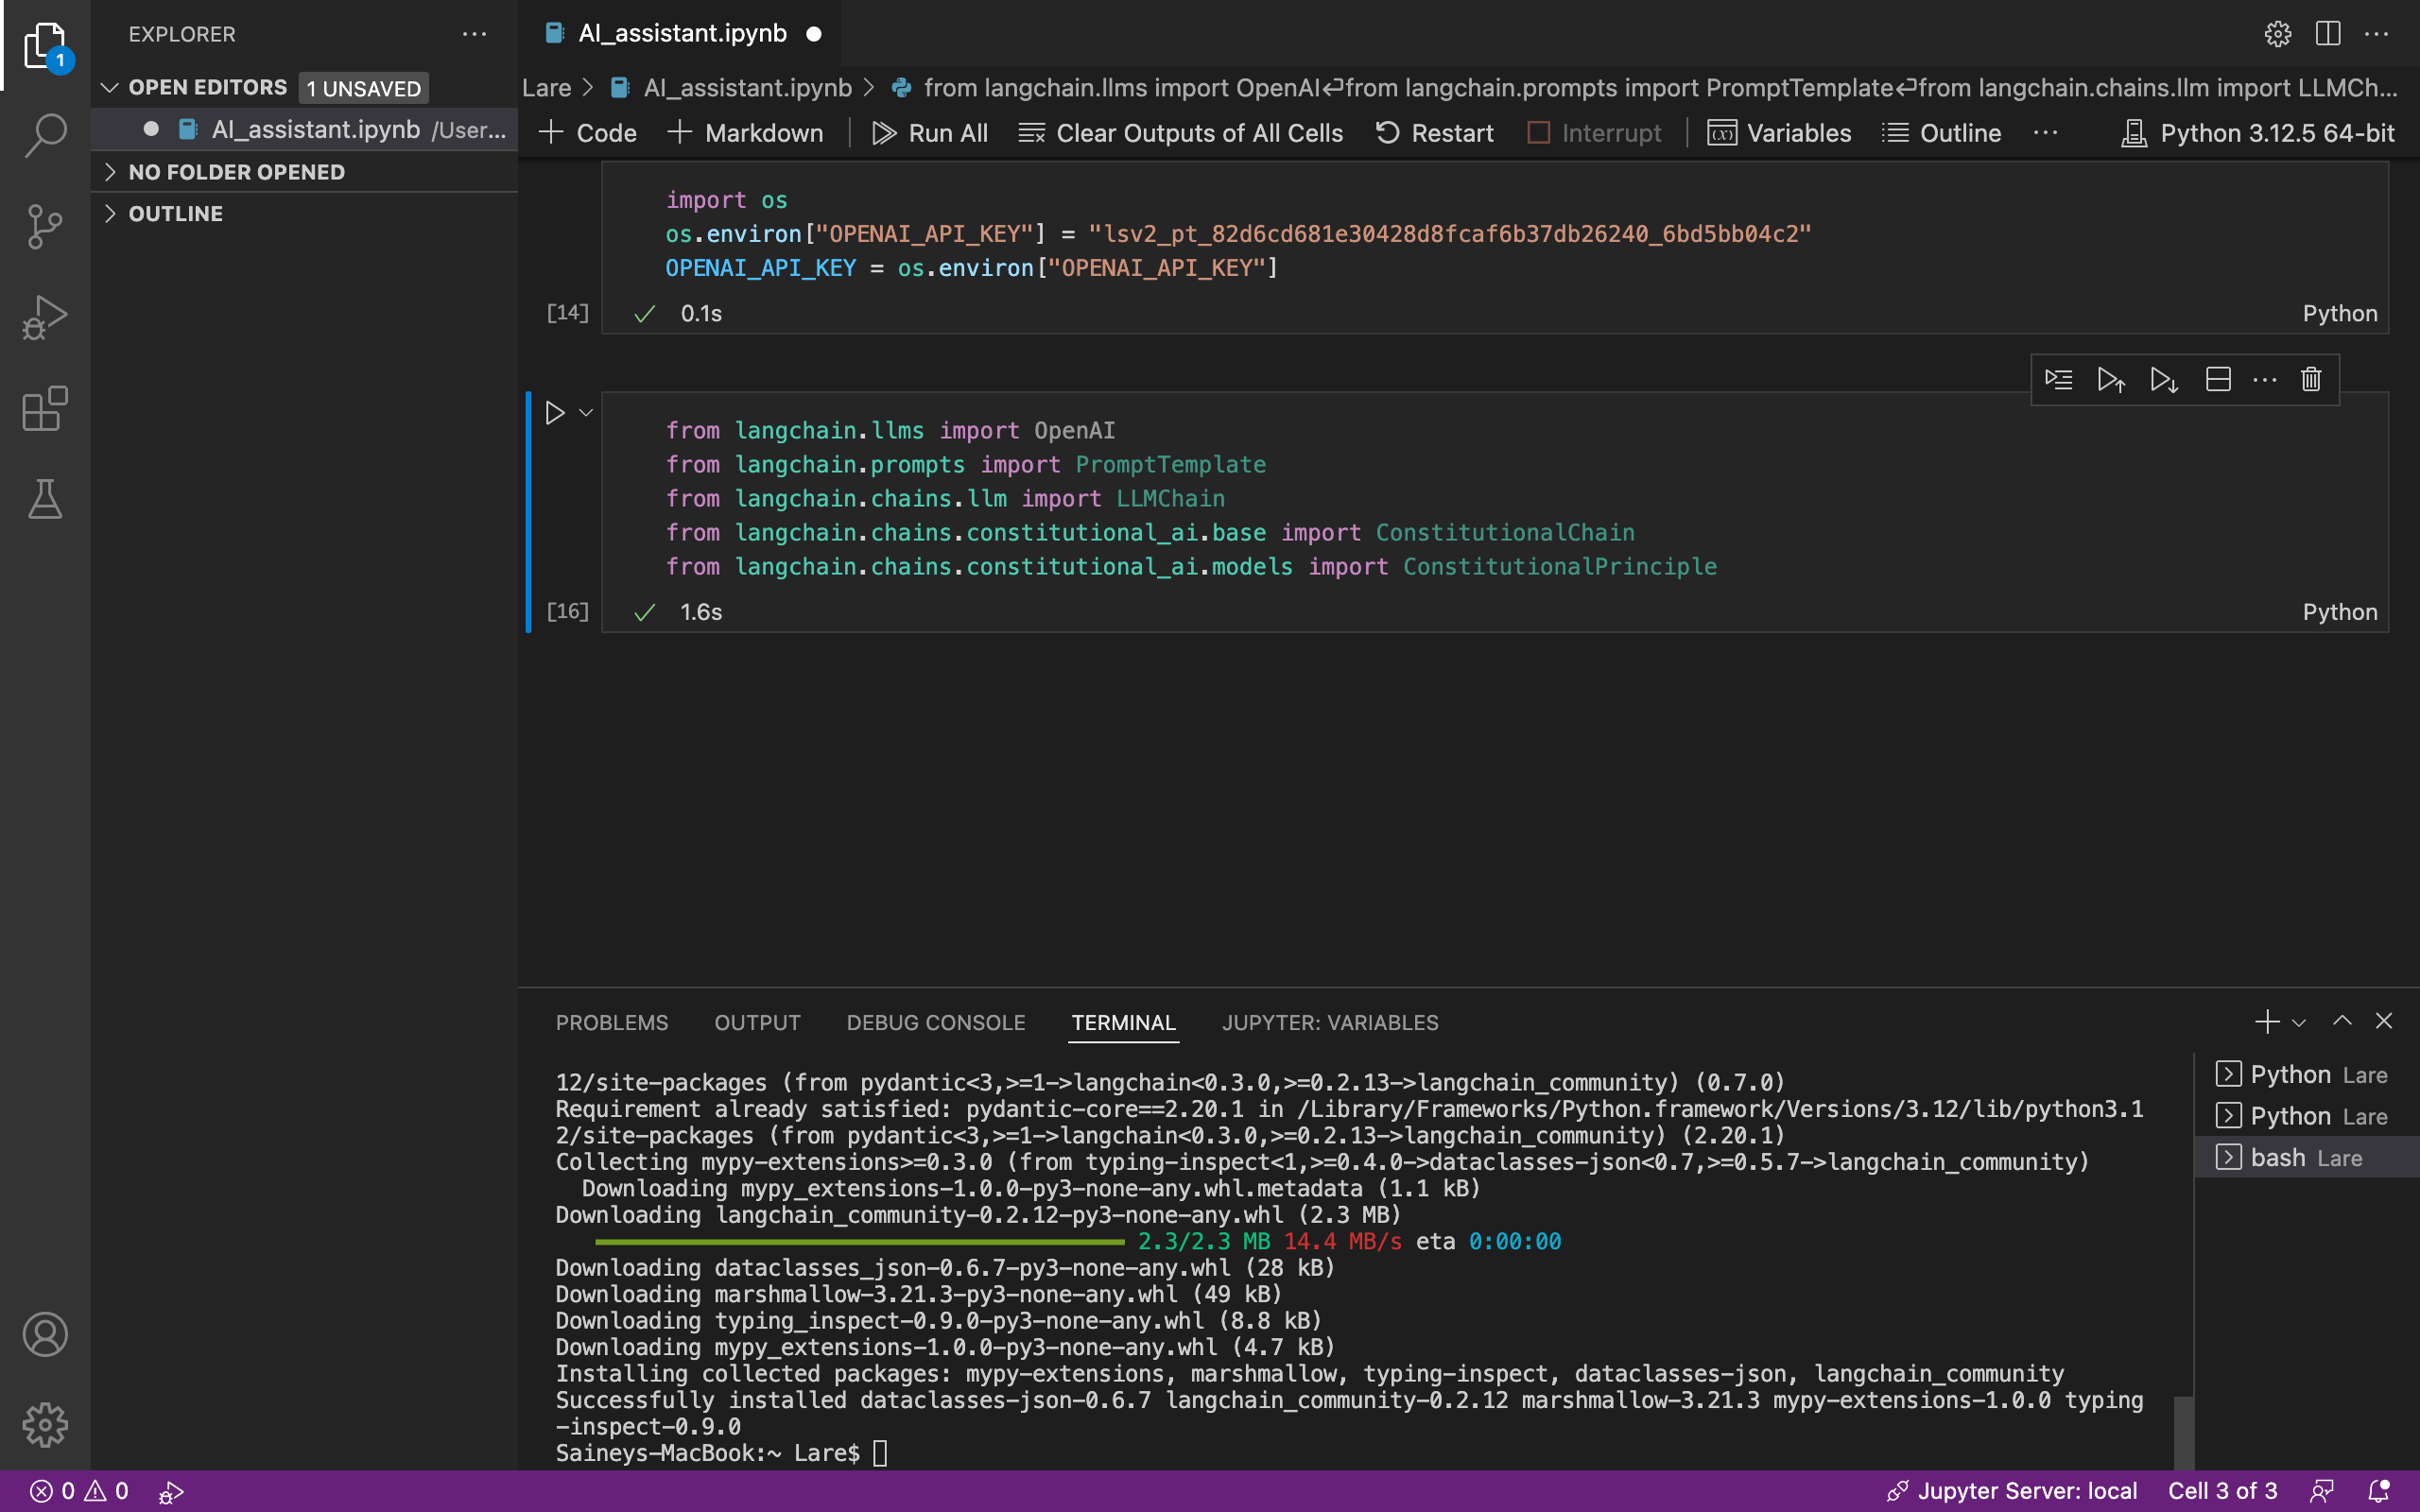 EXPLORER
OPEN EDITORS 1 UNSAVED
AI_assistant.ipynb /User...
NO FOLDER OPENED
OUTLINE
1
AI_assistant.ipynb
Lare > AI_assistant.ipynb > from langchain.llms import OpenAI↵from langchain.prompts import PromptTemplate↵from langchain.chains.llm import LLMCh...
+ Code + Markdown Run All Clear Outputs of All Cells Restart Interrupt Variables Outline ... Python 3.12.5 64-bit
import os
os.environ["OPENAI_API_KEY"] = "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"
OPENAI_API_KEY = os.environ["OPENAI_API_KEY"]
[14] ✓ 0.1s Python
from langchain.llms import OpenAI
from langchain.prompts import PromptTemplate
from langchain.chains.llm import LLMChain
from langchain.chains.constitutional_ai.base import ConstitutionalChain
from langchain.chains.constitutional_ai.models import ConstitutionalPrinciple
[16] ✓ 1.6s Python
PROBLEMS OUTPUT DEBUG CONSOLE TERMINAL JUPYTER: VARIABLES
12/site-packages (from pydantic<3,>=1->langchain<0.3.0,>=0.2.13->langchain_community) (0.7.0)
Requirement already satisfied: pydantic-core==2.20.1 in /Library/Frameworks/Python.framework/Versions/3.12/lib/python3.1
2/site-packages (from pydantic<3,>=1->langchain<0.3.0,>=0.2.13->langchain_community) (2.20.1)
Collecting mypy-extensions>=0.3.0 (from typing-inspect<1,>=0.4.0->dataclasses-json<0.7,>=0.5.7->langchain_community)
  Downloading mypy_extensions-1.0.0-py3-none-any.whl.metadata (1.1 kB)
Downloading langchain_community-0.2.12-py3-none-any.whl (2.3 MB)
2.3/2.3 MB 14.4 MB/s eta 0:00:00
Downloading dataclasses_json-0.6.7-py3-none-any.whl (28 kB)
Downloading marshmallow-3.21.3-py3-none-any.whl (49 kB)
Downloading typing_inspect-0.9.0-py3-none-any.whl (8.8 kB)
Downloading mypy_extensions-1.0.0-py3-none-any.whl (4.7 kB)
Installing collected packages: mypy-extensions, marshmallow, typing-inspect, dataclasses-json, langchain_community
Successfully installed dataclasses-json-0.6.7 langchain_community-0.2.12 marshmallow-3.21.3 mypy-extensions-1.0.0 typing
-inspect-0.9.0
Saineys-MacBook:~ Lare$
Python Lare
Python Lare
bash Lare
0 0
Jupyter Server: local Cell 3 of 3